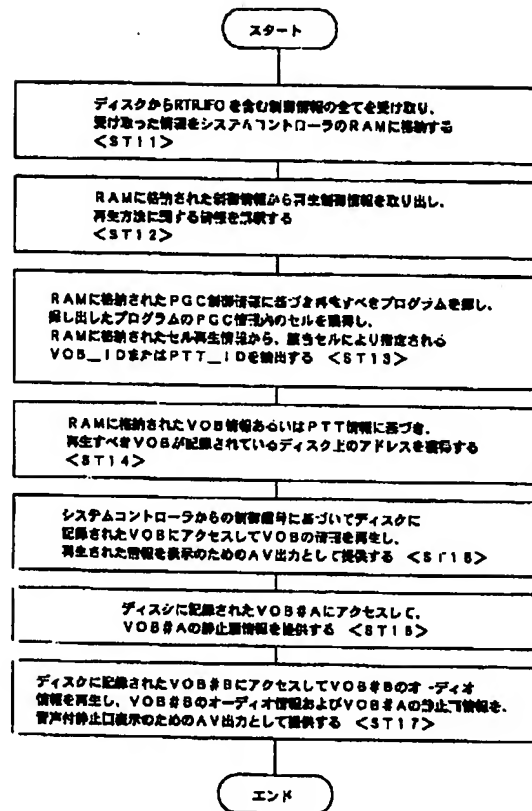 スタート
ディスクからRTR.IFOを含む制御情報の全てを受け取り、
受け取った情報をシステムコントローラのRAMに格納する
<ST11>
RAMに格納された制御情報から再生制御情報を取り出し、
再生方法に関する情報を認識する
<ST12>
RAMに格納されたPGC制御情報に基づき再生すべきプログラムを探し、
探し出したプログラムのPGC情報内のセルを獲得し、
RAMに格納されたセル再生情報から、該当セルにより指定される
VOB_IDまたはPTT_IDを検出する <ST13>
RAMに格納されたVOB情報あるいはPTT情報に基づき、
再生すべきVOBが記録されているディスク上のアドレスを獲得する
<ST14>
システムコントローラからの制御信号に基づいてディスクに
記録されたVOBにアクセスしてVOBの情報を再生し、
再生された情報を表示のためのAV出力として提供する <ST15>
ディスクに記録されたVOB#Aにアクセスして、
VOB#Aの静止画情報を提供する <ST16>
ディスクに記録されたVOB#BにアクセスしてVOB#Bのオーディオ
情報を再生し、VOB#Bのオーディオ情報およびVOB#Aの静止画情報を、
音声付静止画表示のためのAV出力として提供する <ST17>
エンド